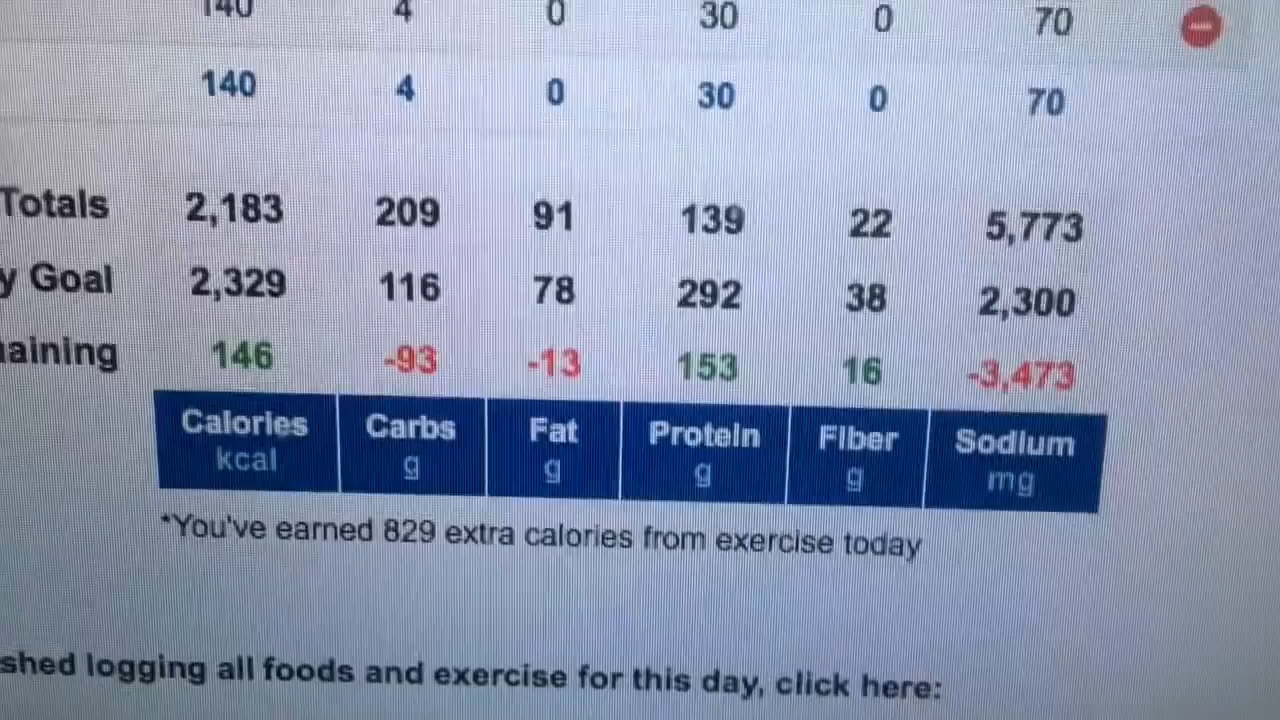 140 4 0 30 0 70
140 4 0 30 0 70
Totals 2,183 209 91 139 22 5,773
y Goal 2,329 116 78 292 38 2,300
aining 146 -93 -13 153 16 -3,473
Calories Carbs Fat Protein Fiber Sodium
kcal g g g g mg
*You've earned 829 extra calories from exercise today
shed logging all foods and exercise for this day, click here: